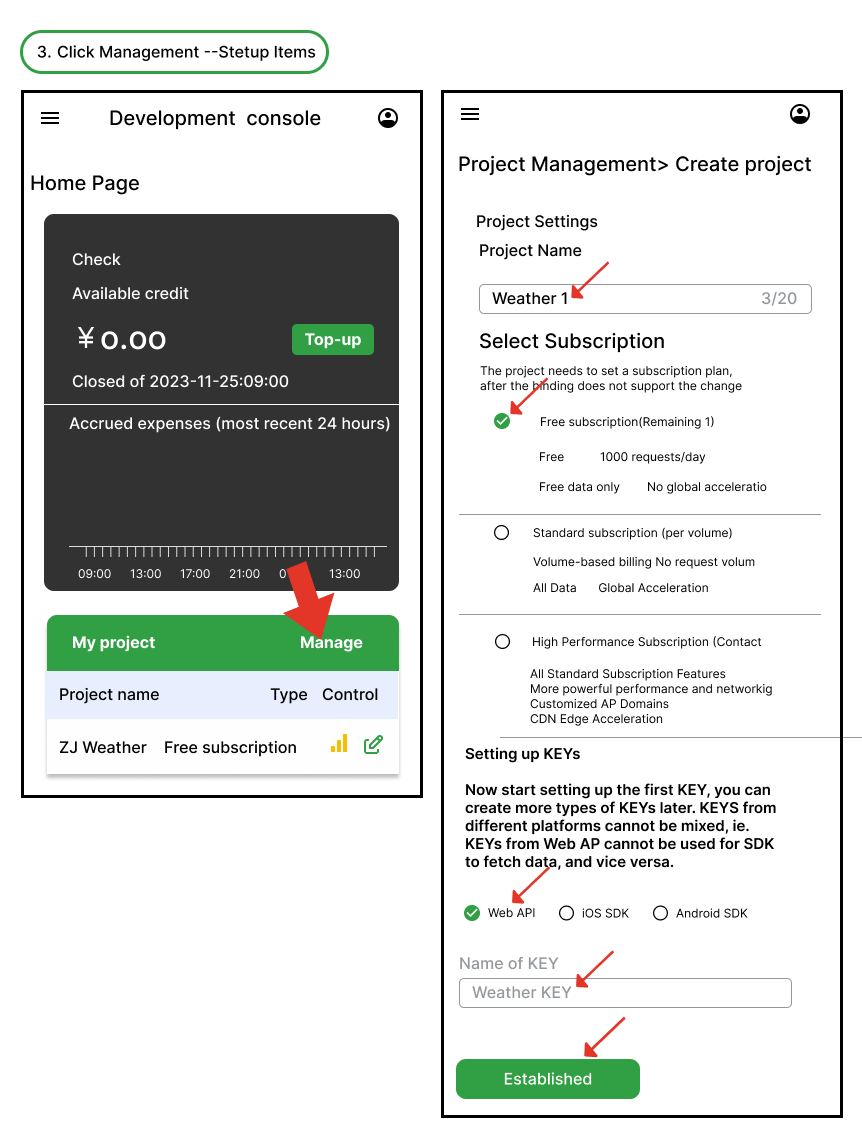 3. Click Management --Stetup Items
Development console
Home Page
Check
Available credit
¥0.00
Top-up
Closed of 2023-11-25:09:00
Accrued expenses (most recent 24 hours)
09:00 13:00 17:00 21:00 13:00
My project Manage
Project name Type Control
ZJ Weather Free subscription
Project Management> Create project
Project Settings
Project Name
Weather 1 3/20
Select Subscription
The project needs to set a subscription plan,
after the binding does not support the change
Free subscription(Remaining 1)
Free 1000 requests/day
Free data only No global acceleratio
Standard subscription (per volume)
Volume-based billing No request volum
All Data Global Acceleration
High Performance Subscription (Contact
All Standard Subscription Features
More powerful performance and networkig
Customized AP Domains
CDN Edge Acceleration
Setting up KEYs
Now start setting up the first KEY, you can
create more types of KEYs later. KEYS from
different platforms cannot be mixed, ie.
KEYs from Web AP cannot be used for SDK
to fetch data, and vice versa.
Web API iOS SDK Android SDK
Name of KEY
Weather KEY
Established